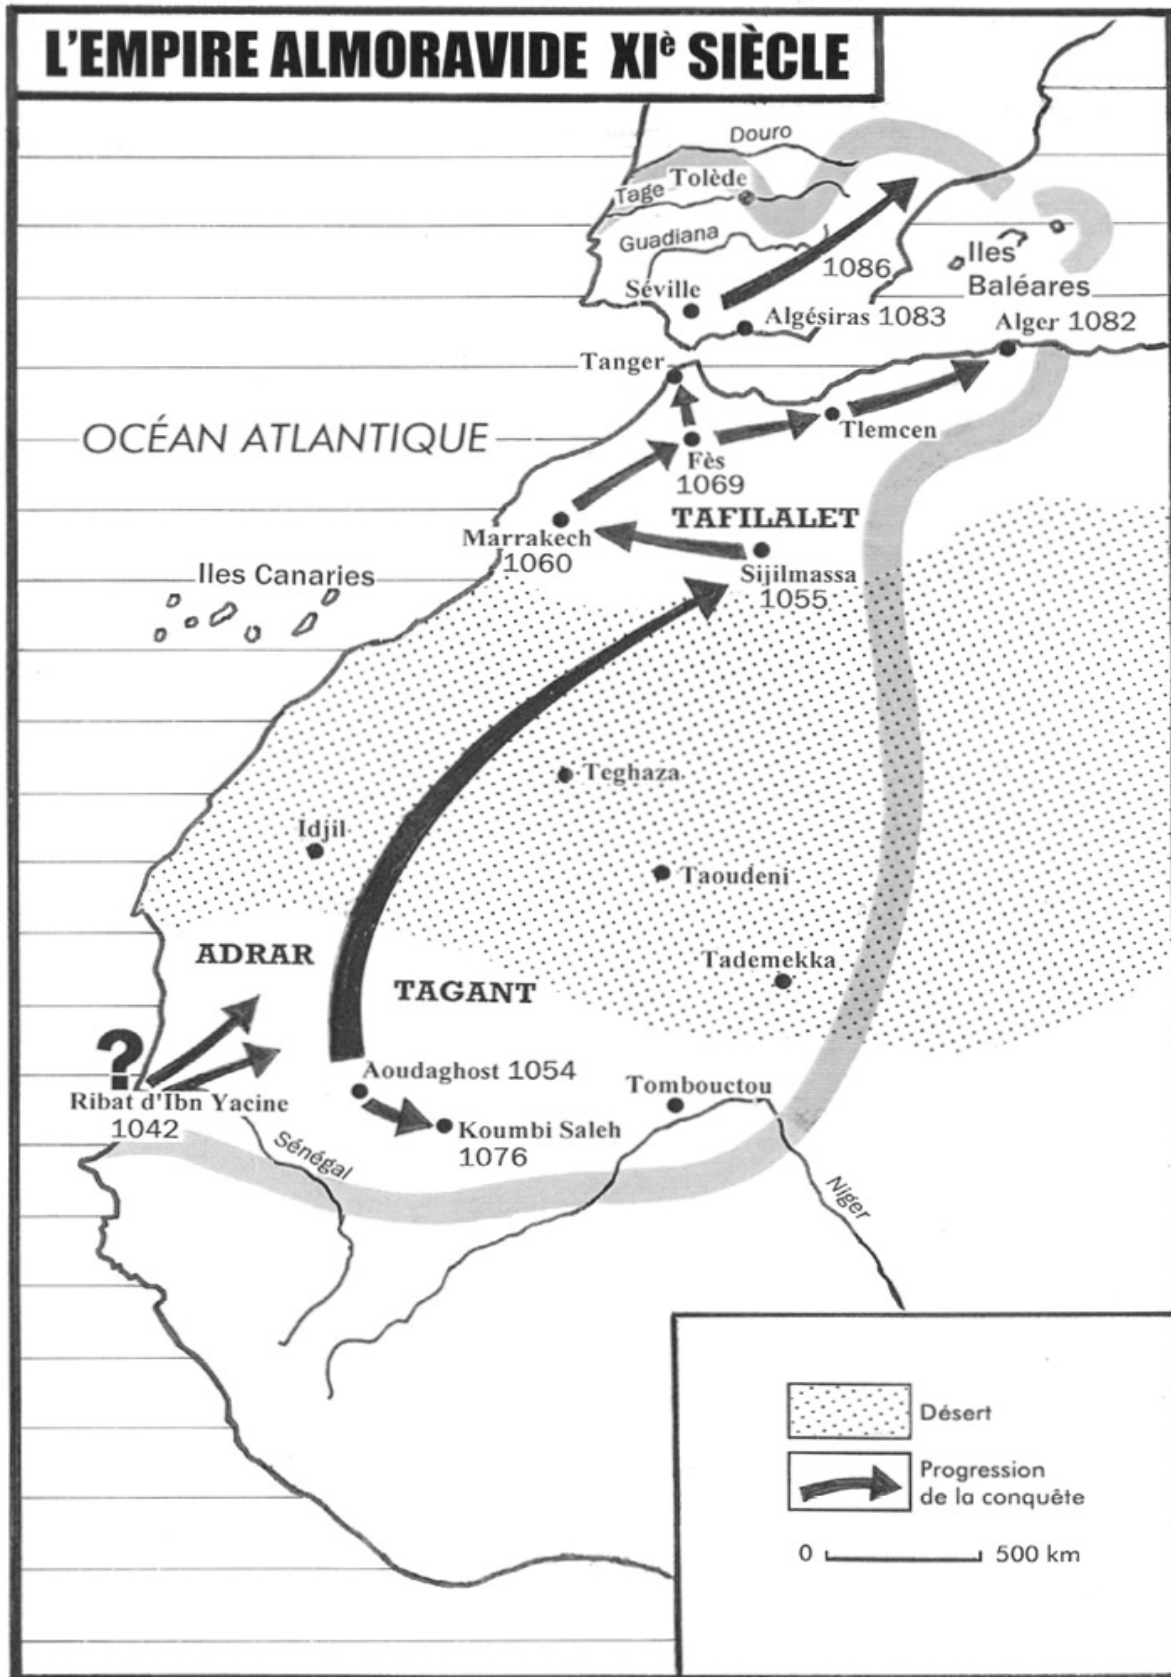 L'EMPIRE ALMORAVIDE XIè SIÈCLE
Douro
Tage
Tolède
Guadiana
1086
Iles
Baléares
Séville
Algésiras 1083
Alger 1082
Tanger
OCÉAN ATLANTIQUE
Tlemcen
Fès
1069
TAFILALET
Marrakech
1060
Sijilmassa
1055
Iles Canaries
Teghaza
Idjil
Taoudeni
ADRAR
Tademekka
TAGANT
?
Aoudaghost 1054
Tombouctou
Ribat d'Ibn Yacine
1042
Koumbi Saleh
1076
Sénégal
Niger
Désert
Progression
de la conquête
0 500 km